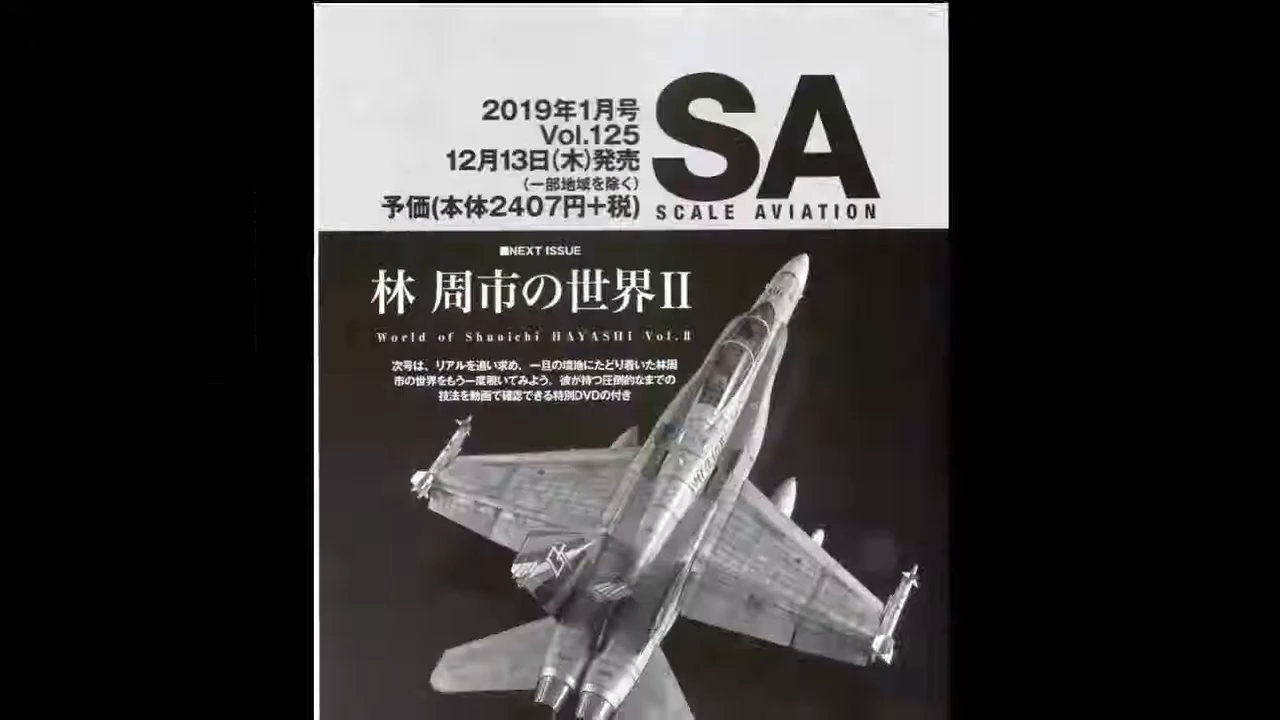 2019年1月号
Vol.125
12月13日(木)発売
(一部地域を除く)
予価(本体2407円+税)
SA
SCALE AVIATION
■NEXT ISSUE
林 周市の世界II
World of Shuoichi HAYASHI Vol.II
次号は、リアルを追い求め、一旦の境地にたどり着いた林周
市の世界をもう一度覗いてみよう。彼が持つ圧倒的なまでの
技法を動画で確認できる特別DVDの付き